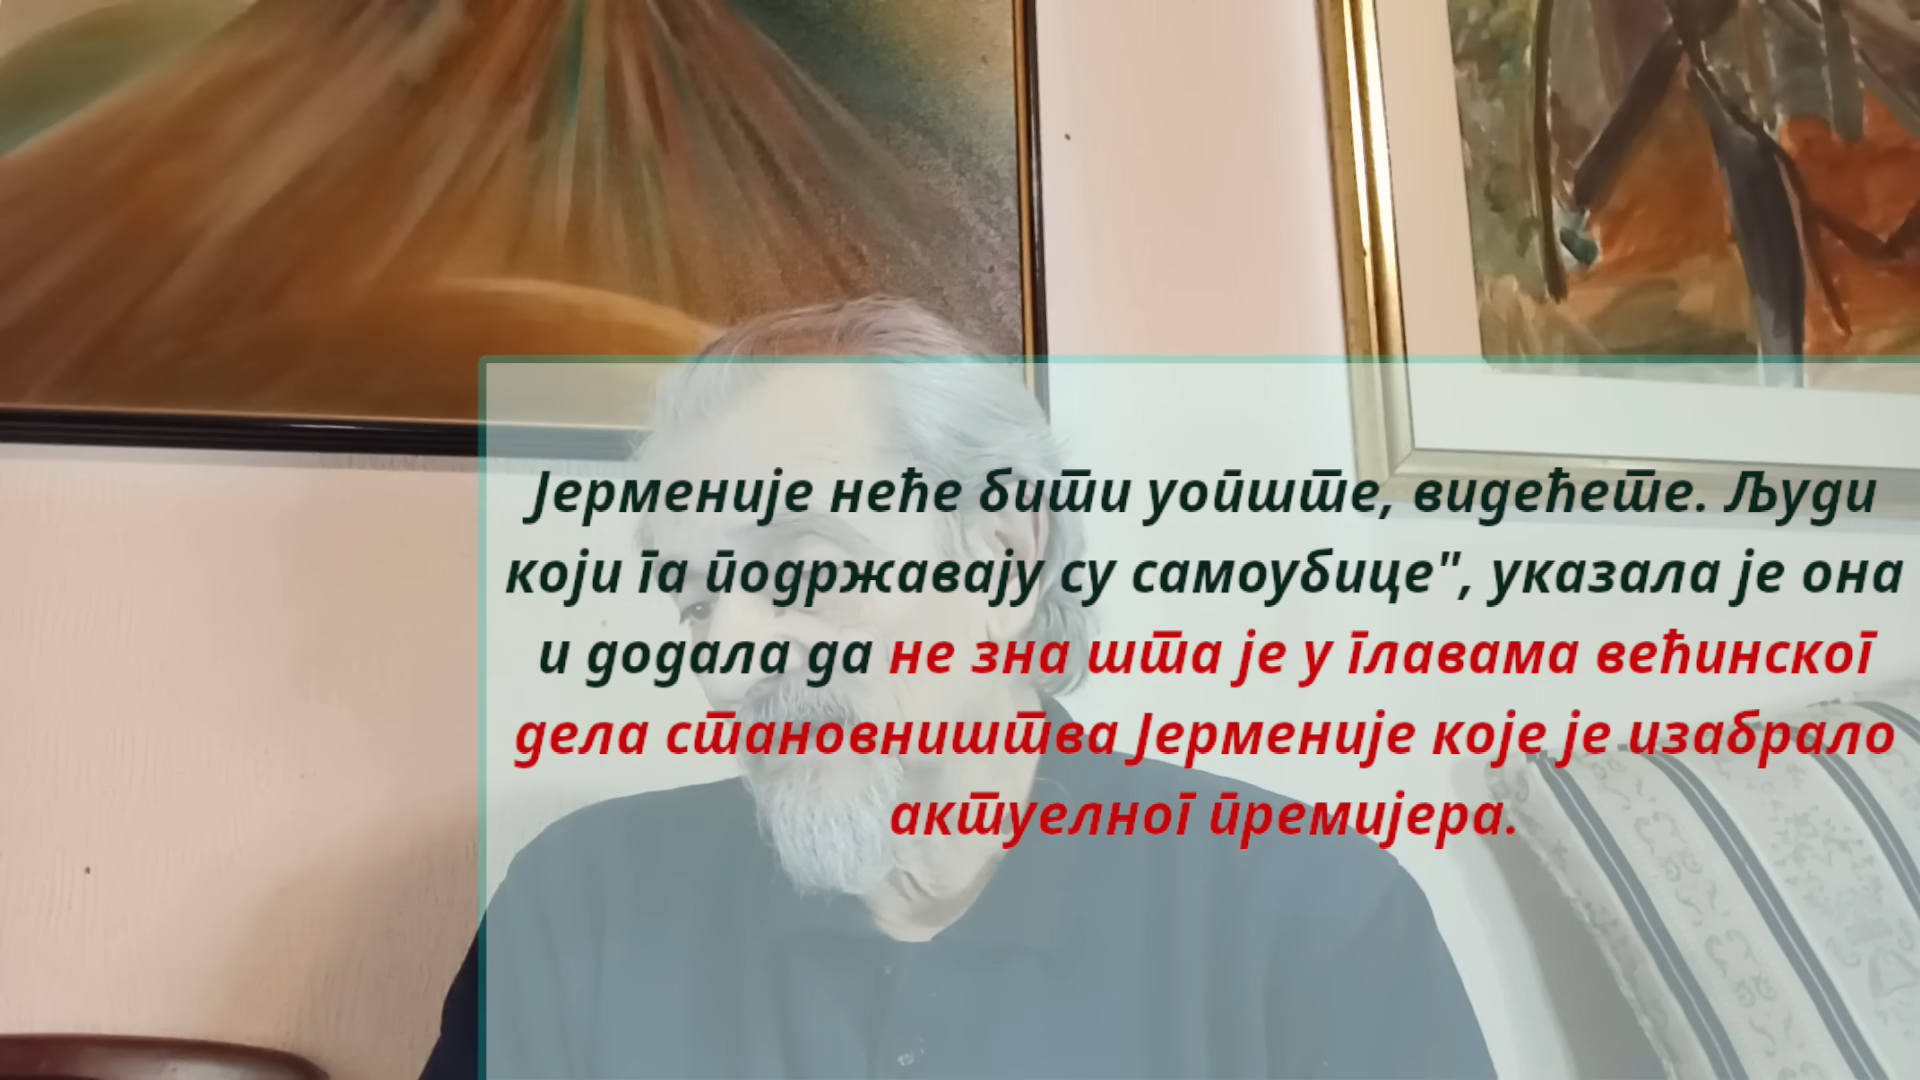 Јерменије неће бити уопште, видећете. Људи
који га подржавају су самоубице", указала је она
и додала да не зна шта је у главама већинског
дела становништва Јерменије које је изабрало
актуелног премијера.